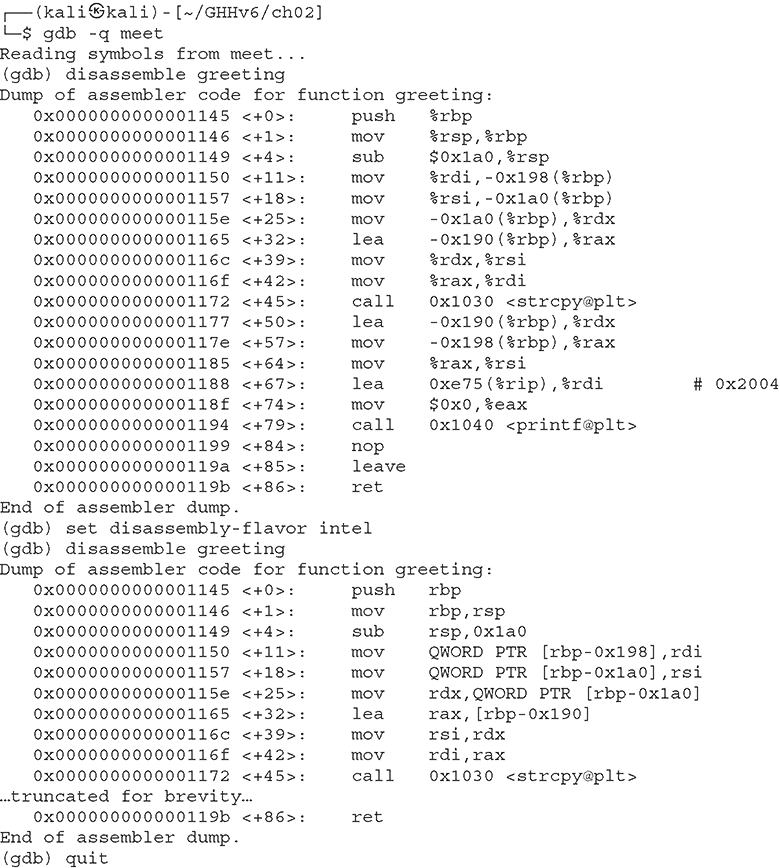 ┌──(kali㉿kali)-[~/GHHv6/ch02]
└─$ gdb -q meet
Reading symbols from meet...
(gdb) disassemble greeting
Dump of assembler code for function greeting:
   0x0000000000001145 <+0>:	push   %rbp
   0x0000000000001146 <+1>:	mov    %rsp,%rbp
   0x0000000000001149 <+4>:	sub    $0x1a0,%rsp
   0x0000000000001150 <+11>:	mov    %rdi,-0x198(%rbp)
   0x0000000000001157 <+18>:	mov    %rsi,-0x1a0(%rbp)
   0x000000000000115e <+25>:	mov    -0x1a0(%rbp),%rdx
   0x0000000000001165 <+32>:	lea    -0x190(%rbp),%rax
   0x000000000000116c <+39>:	mov    %rdx,%rsi
   0x000000000000116f <+42>:	mov    %rax,%rdi
   0x0000000000001172 <+45>:	call   0x1030 <strcpy@plt>
   0x0000000000001177 <+50>:	lea    -0x190(%rbp),%rdx
   0x000000000000117e <+57>:	mov    -0x198(%rbp),%rax
   0x0000000000001185 <+64>:	mov    %rax,%rsi
   0x0000000000001188 <+67>:	lea    0xe75(%rip),%rdi        # 0x2004
   0x000000000000118f <+74>:	mov    $0x0,%eax
   0x0000000000001194 <+79>:	call   0x1040 <printf@plt>
   0x0000000000001199 <+84>:	nop
   0x000000000000119a <+85>:	leave
   0x000000000000119b <+86>:	ret
End of assembler dump.
(gdb) set disassembly-flavor intel
(gdb) disassemble greeting
Dump of assembler code for function greeting:
   0x0000000000001145 <+0>:	push   rbp
   0x0000000000001146 <+1>:	mov    rbp,rsp
   0x0000000000001149 <+4>:	sub    rsp,0x1a0
   0x0000000000001150 <+11>:	mov    QWORD PTR [rbp-0x198],rdi
   0x0000000000001157 <+18>:	mov    QWORD PTR [rbp-0x1a0],rsi
   0x000000000000115e <+25>:	mov    rdx,QWORD PTR [rbp-0x1a0]
   0x0000000000001165 <+32>:	lea    rax,[rbp-0x190]
   0x000000000000116c <+39>:	mov    rsi,rdx
   0x000000000000116f <+42>:	mov    rdi,rax
   0x0000000000001172 <+45>:	call   0x1030 <strcpy@plt>
…truncated for brevity…
   0x000000000000119b <+86>:	ret
End of assembler dump.
(gdb) quit